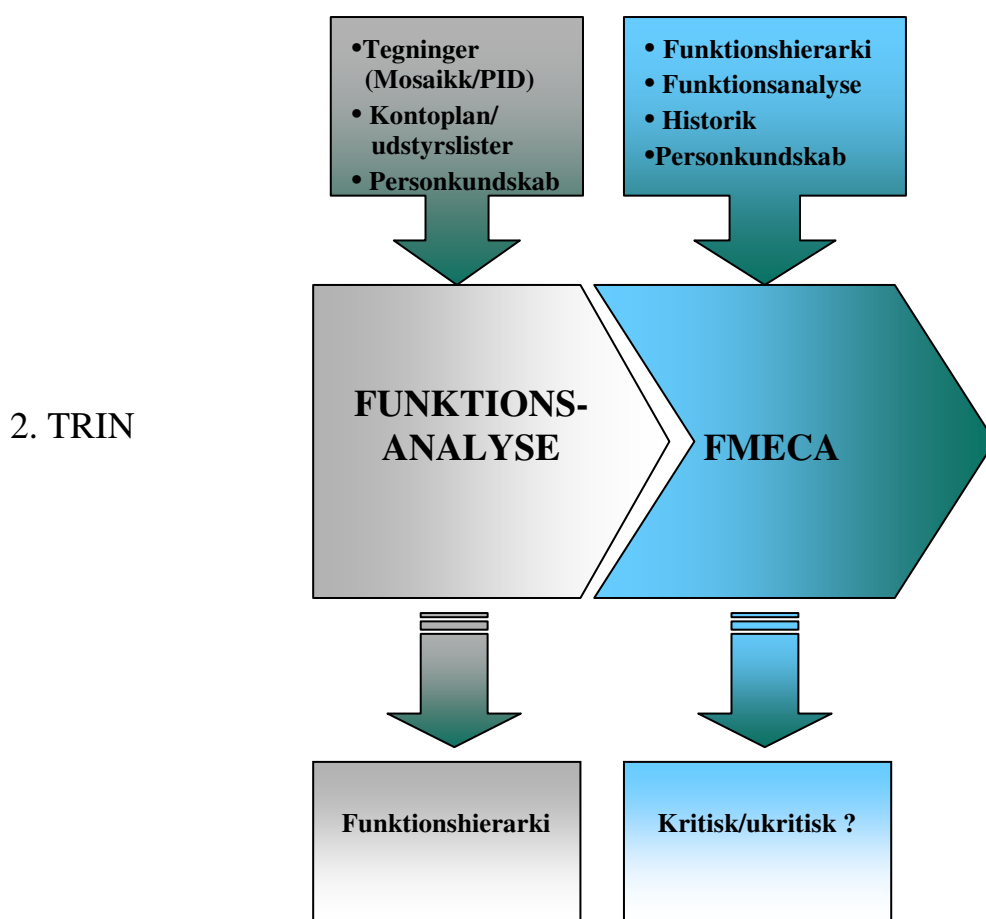 •Tegninger
(Mosaikk/PID)
• Kontoplan/
udstyrslister
• Personkundskab
• Funktionshierarki
• Funktionsanalyse
• Historik
•Personkundskab
2. TRIN
FUNKTIONS-
ANALYSE
FMECA
Funktionshierarki
Kritisk/ukritisk ?